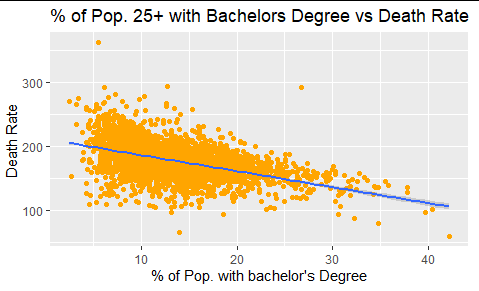 % of Pop. 25+ with Bachelors Degree vs Death Rate
300
200
100
Death Rate
10
20
30
40
% of Pop. with bachelor's Degree